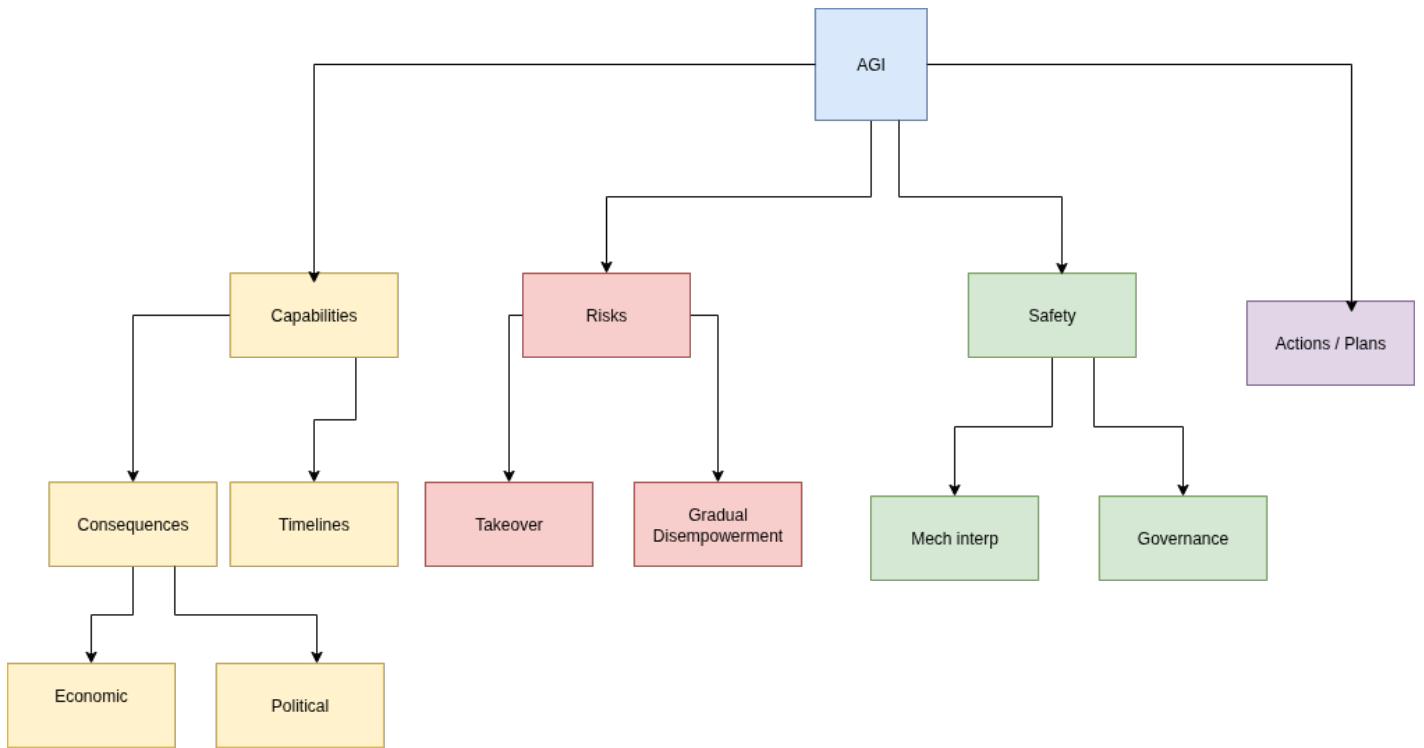 AGI
Capabilities
Risks
Safety
Actions / Plans
Consequences
Timelines
Takeover
Gradual
Disempowerment
Mech interp
Governance
Economic
Political